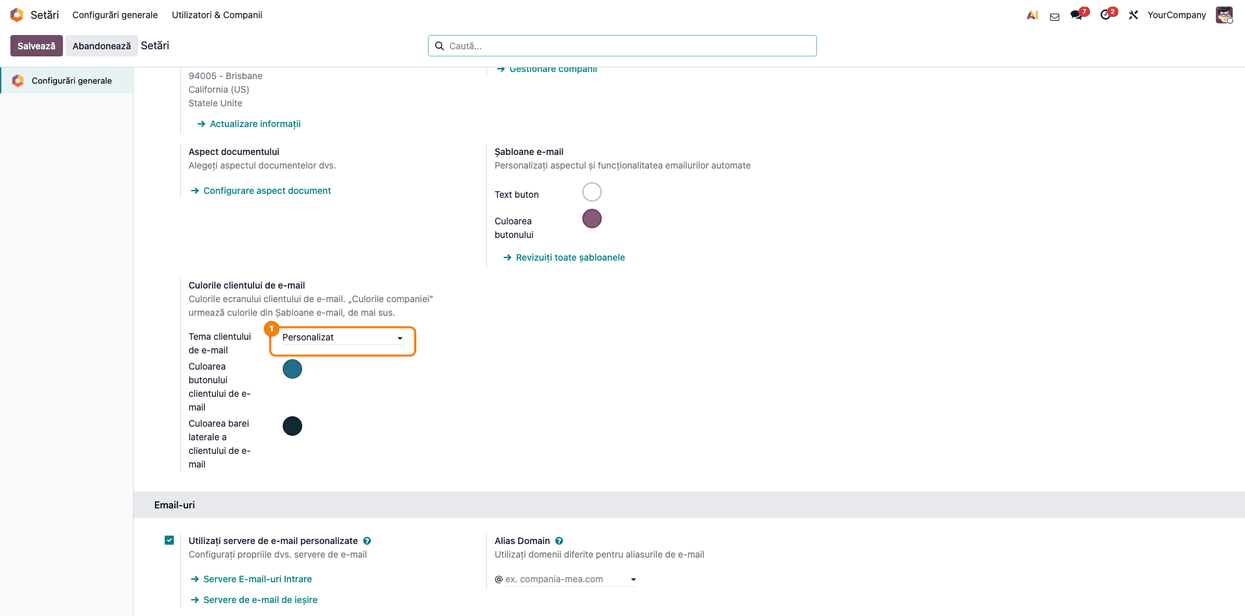 Setări Configurări generale Utilizatori & Companii
AI 7 2 YourCompany
Salvează Abandonează Setări
Caută...
Configurări generale
94005 - Brisbane
California (US)
Statele Unite
→ Actualizare informații
→ Gestionare companii
Aspect documentului
Alegeți aspectul documentelor dvs.
→ Configurare aspect document
Șabloane e-mail
Personalizați aspectul și funcționalitatea emailurilor automate
Text buton
Culoarea
butonului
→ Revizuiți toate șabloanele
Culorile clientului de e-mail
Culorile ecranului clientului de e-mail. „Culorile companiei”
urmează culorile din Șabloane e-mail, de mai sus.
1
Tema clientului
de e-mail
Personalizat
Culoarea
butonului
clientului de e-
mail
Culoarea barei
laterale a
clientului de e-
mail
Email-uri
Utilizați servere de e-mail personalizate ?
Configurați propriile dvs. servere de e-mail
→ Servere E-mail-uri Intrare
→ Servere de e-mail de ieșire
Alias Domain ?
Utilizați domenii diferite pentru aliasurile de e-mail
@ ex. compania-mea.com